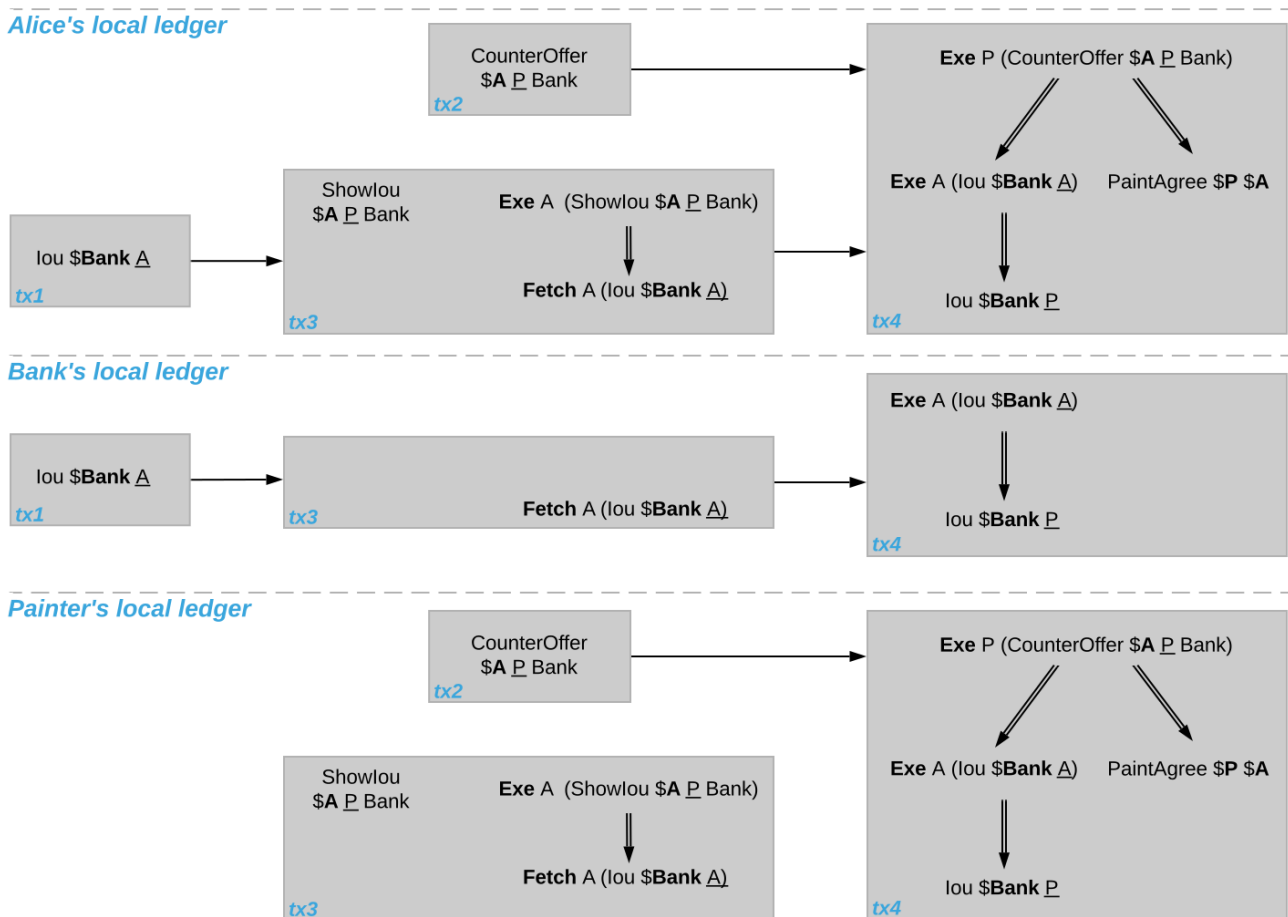 Alice's local ledger
CounterOffer
$A P Bank
tx2
Exe P (CounterOffer $A P Bank)
Exe A (Iou $Bank A)
PaintAgree $P $A
Iou $Bank P
tx4
ShowIou
$A P Bank
Exe A (ShowIou $A P Bank)
Fetch A (Iou $Bank A)
tx3
Iou $Bank A
tx1
Bank's local ledger
Iou $Bank A
tx1
Fetch A (Iou $Bank A)
tx3
Exe A (Iou $Bank A)
Iou $Bank P
tx4
Painter's local ledger
CounterOffer
$A P Bank
tx2
Exe P (CounterOffer $A P Bank)
Exe A (Iou $Bank A)
PaintAgree $P $A
Iou $Bank P
tx4
ShowIou
$A P Bank
Exe A (ShowIou $A P Bank)
Fetch A (Iou $Bank A)
tx3